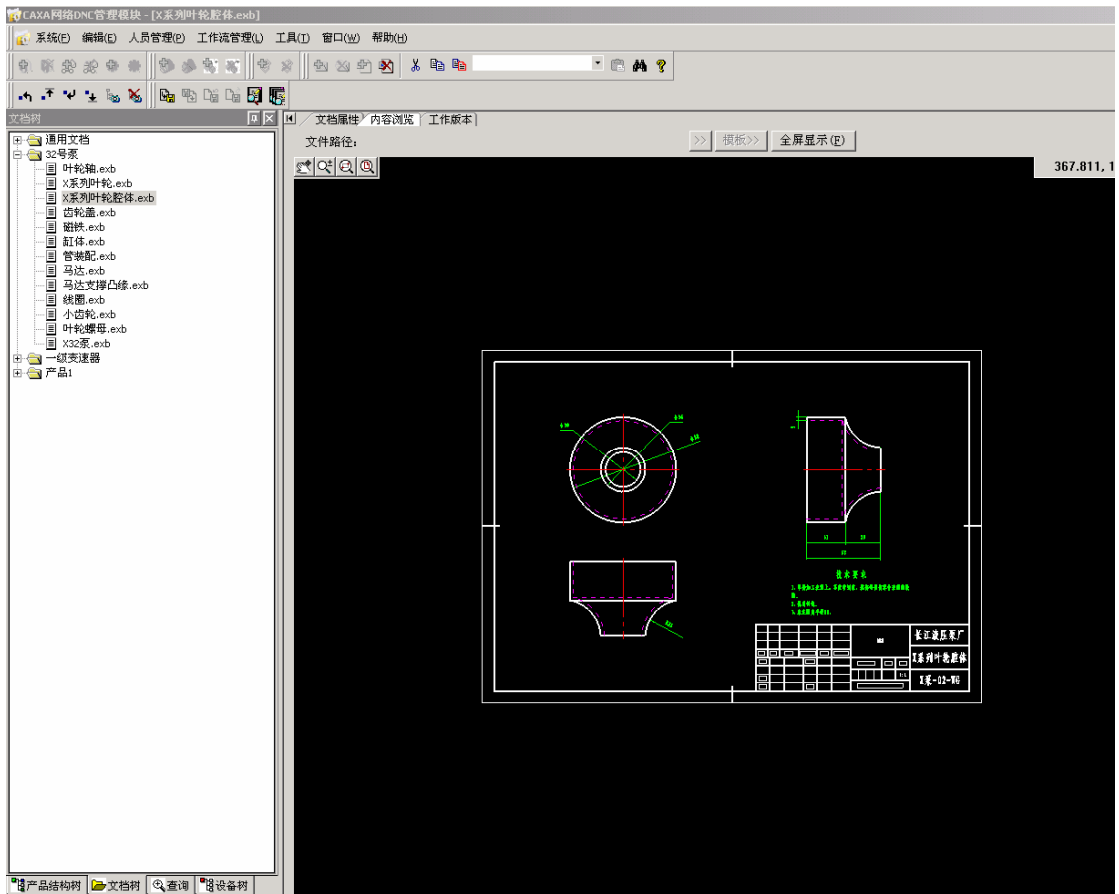 CAXA网络DNC管理模块 - [X系列叶轮腔体.exb]
系统(F) 编辑(E) 人员管理(P) 工作流管理(L) 工具(I) 窗口(W) 帮助(H)
文档树
文档属性 内容浏览 工作版本
文件路径: >> 模板>> 全屏显示(F)
367.811, 1
通用文档
32号泵
叶轮轴.exb
X系列叶轮.exb
X系列叶轮腔体.exb
齿轮盖.exb
磁铁.exb
缸体.exb
管装配.exb
马达.exb
马达支撑凸缘.exb
线圈.exb
小齿轮.exb
叶轮螺母.exb
X32泵.exb
一级变速器
产品1
技术要求
长江液压泵厂
X系列叶轮腔体
X泵-02-WG
产品结构树 文档树 查询 设备树